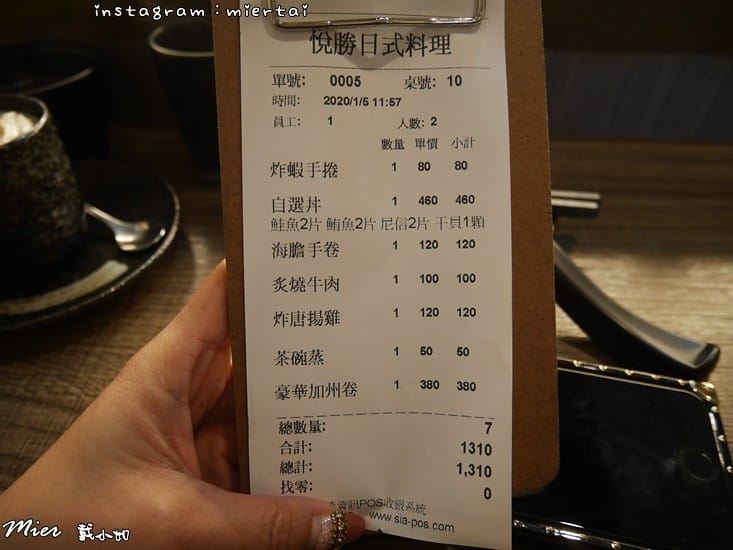 instagram：miertai
悅勝日式料理
單號: 0005 桌號: 10
時間: 2020/1/5 11:57
員工: 1 人數: 2
數量 單價 小計
炸蝦手捲 1 80 80
自選丼 1 460 460
鮭魚2片 鮪魚2片 尼信2片 干貝1顆
海膽手卷 1 120 120
炙燒牛肉 1 100 100
炸唐揚雞 1 120 120
茶碗蒸 1 50 50
豪華加州卷 1 380 380
總數量: 7
合計: 1310
總計: 1,310
找零: 0
資訊POS收銀系統
www.sia-pos.com
Mier 戴小如